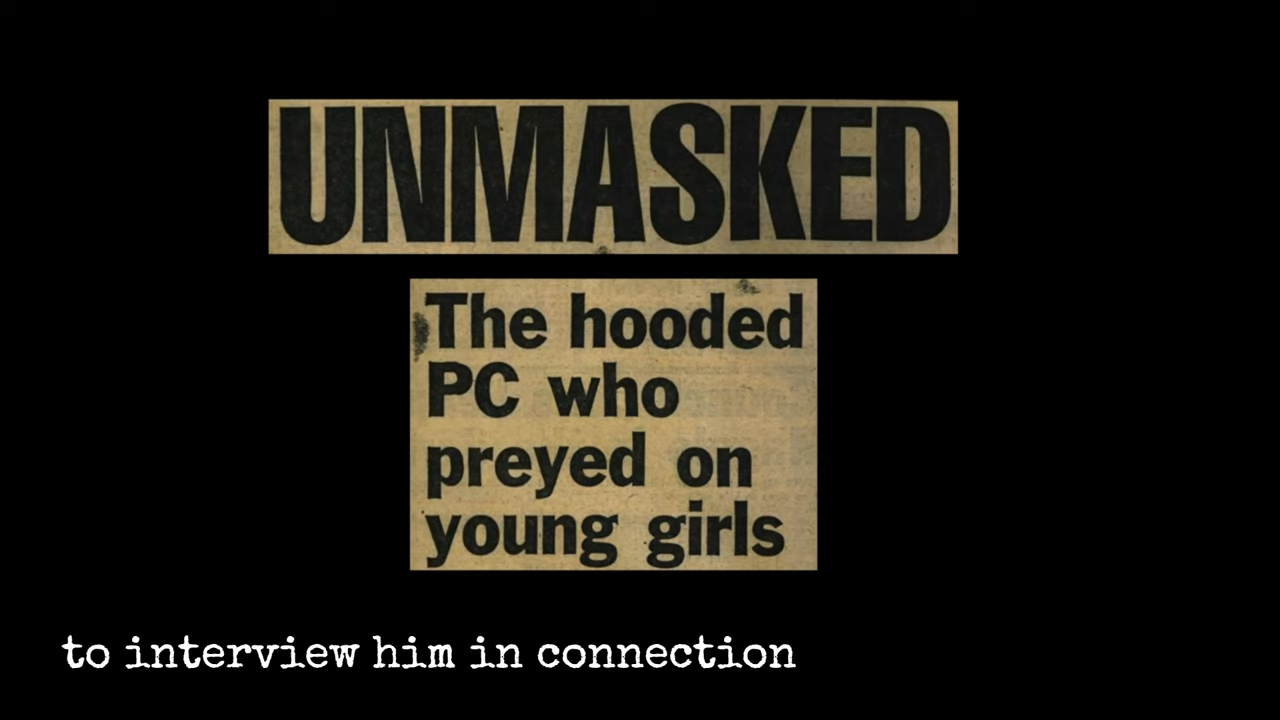 UNMASKED
The hooded
PC who
preyed on
young girls
to interview him in connection